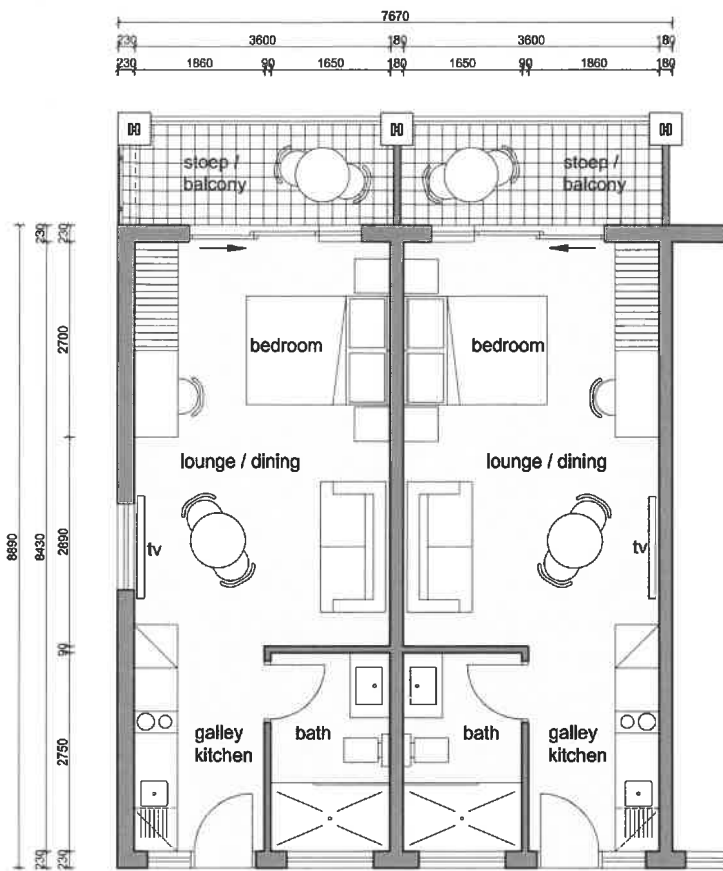 7670
230 3600 180 3600 180
230 1860 90 1650 180 1650 90 1860 180
stoep /
balcony
stoep /
balcony
230 230
2700
bedroom
bedroom
lounge / dining
lounge / dining
8890
8430
2890
tv
tv
90
2750
galley
kitchen
bath
bath
galley
kitchen
230 230